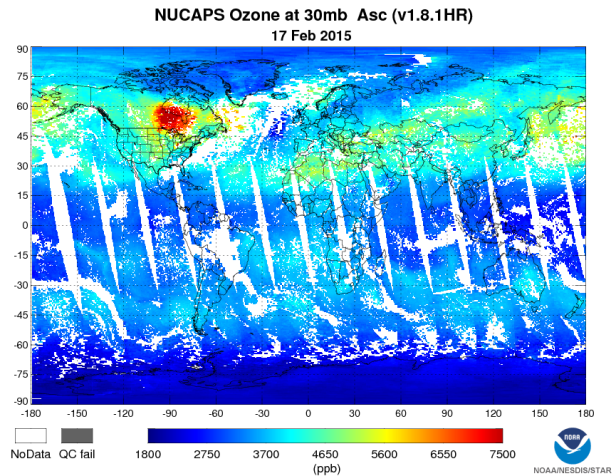 NUCAPS Ozone at 30mb Asc (v1.8.1HR)
17 Feb 2015
90
75
60
45
30
15
0
-15
-30
-45
-60
-75
-90
-180 -150 -120 -90 -60 -30 0 30 60 90 120 150 180
NoData QC fail
1800 2750 3700 4650 5600 6550 7500
(ppb)
NOAA
NOAA/NESDIS/STAR